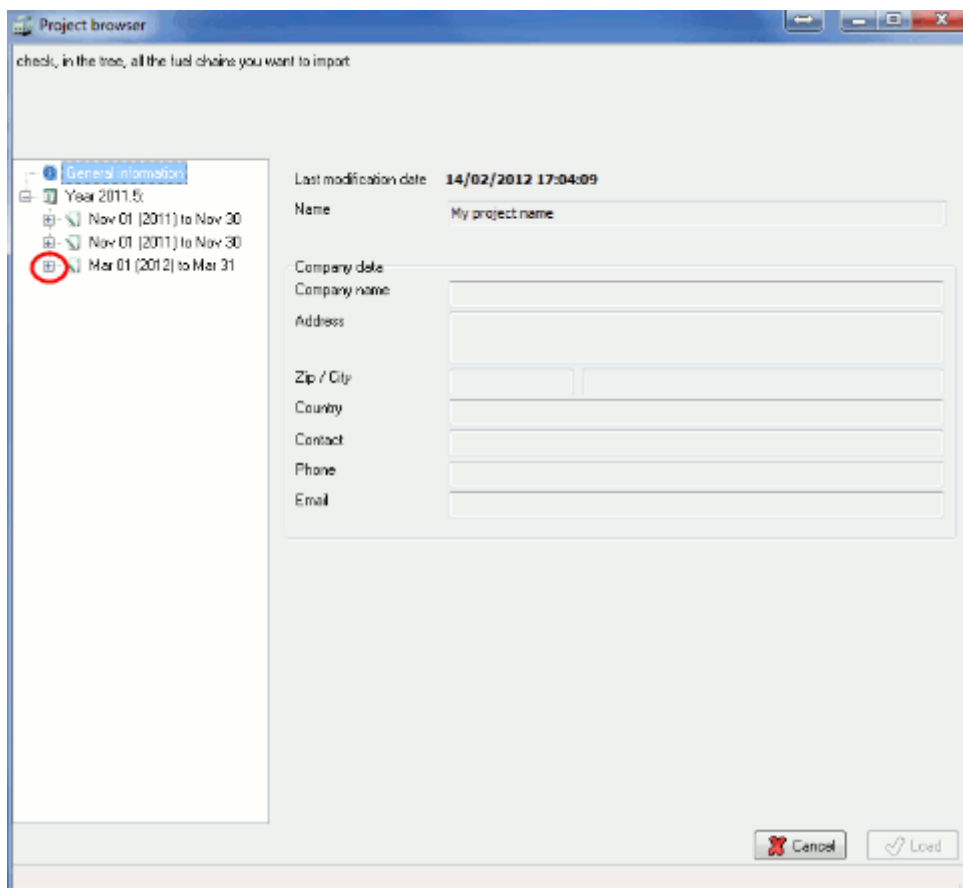 Project browser
check, in the tree, all the fuel chains you want to import
General information
Year 2011.5:
Nov 01 (2011) to Nov 30
Nov 01 (2011) to Nov 30
Mar 01 (2012) to Mar 31
Last modification date 14/02/2012 17:04:09
Name My project name
Company data
Company name
Address
Zip / City
Country
Contact
Phone
Email
Cancel Load